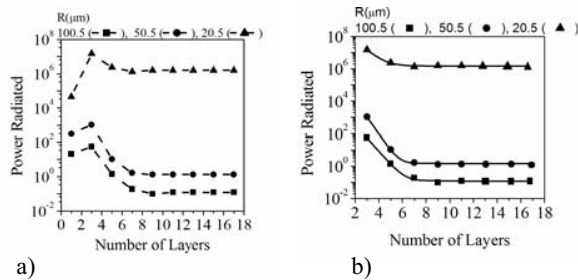 R(μm)
100.5 (-■-), 50.5 (-●-), 20.5 (-▲-)
10^8
10^6
10^4
10^2
10^0
10^-2
Power Radiated
0 2 4 6 8 10 12 14 16 18
Number of Layers
a)
R(μm)
100.5 ( ■ ), 50.5 ( ● ), 20.5 ( ▲ )
10^8
10^6
10^4
10^2
10^0
10^-2
Power Radiated
2 4 6 8 10 12 14 16 18
Number of Layers
b)